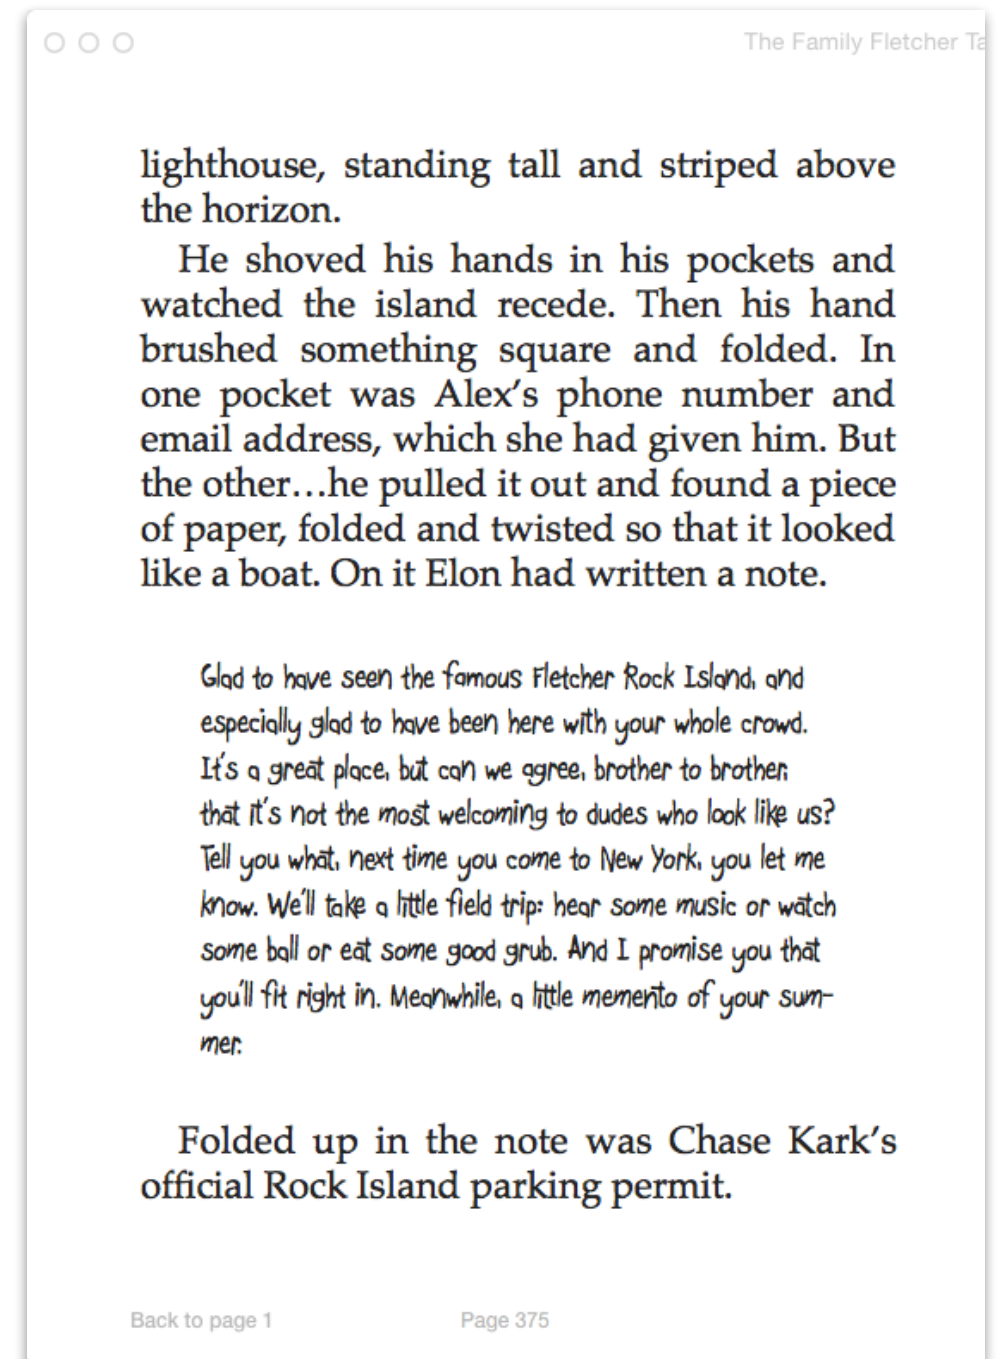 The Family Fletcher Ta
lighthouse, standing tall and striped above
the horizon.
He shoved his hands in his pockets and
watched the island recede. Then his hand
brushed something square and folded. In
one pocket was Alex's phone number and
email address, which she had given him. But
the other…he pulled it out and found a piece
of paper, folded and twisted so that it looked
like a boat. On it Elon had written a note.
Glad to have seen the famous Fletcher Rock Island, and
especially glad to have been here with your whole crowd.
It's a great place, but can we agree, brother to brother,
that it's not the most welcoming to dudes who look like us?
Tell you what, next time you come to New York, you let me
know. We'll take a little field trip: hear some music or watch
some ball or eat some good grub. And I promise you that
you'll fit right in. Meanwhile, a little memento of your sum-
mer.
Folded up in the note was Chase Kark's
official Rock Island parking permit.
Back to page 1
Page 375